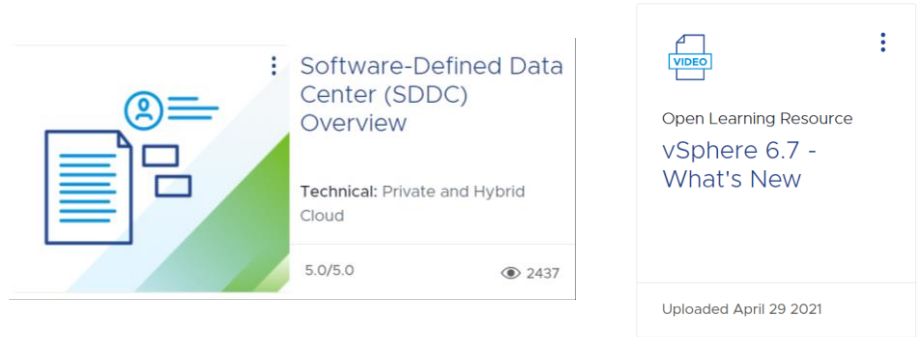 Software-Defined Data
Center (SDDC)
Overview
Technical: Private and Hybrid
Cloud
5.0/5.0
2437
VIDEO
Open Learning Resource
vSphere 6.7 -
What's New
Uploaded April 29 2021